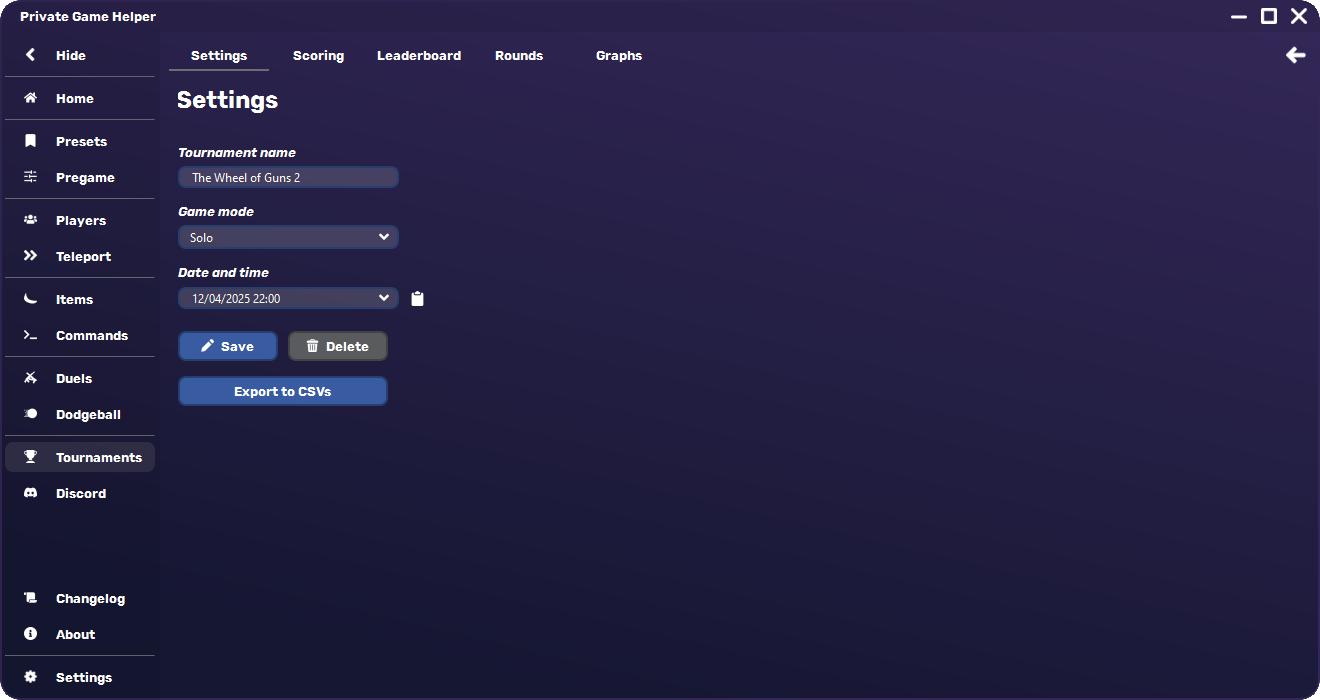 Private Game Helper
Hide
Home
Presets
Pregame
Players
Teleport
Items
Commands
Duels
Dodgeball
Tournaments
Discord
Changelog
About
Settings
Settings Scoring Leaderboard Rounds Graphs
Settings
Tournament name
The Wheel of Guns 2
Game mode
Solo
Date and time
12/04/2025 22:00
Save Delete
Export to CSVs